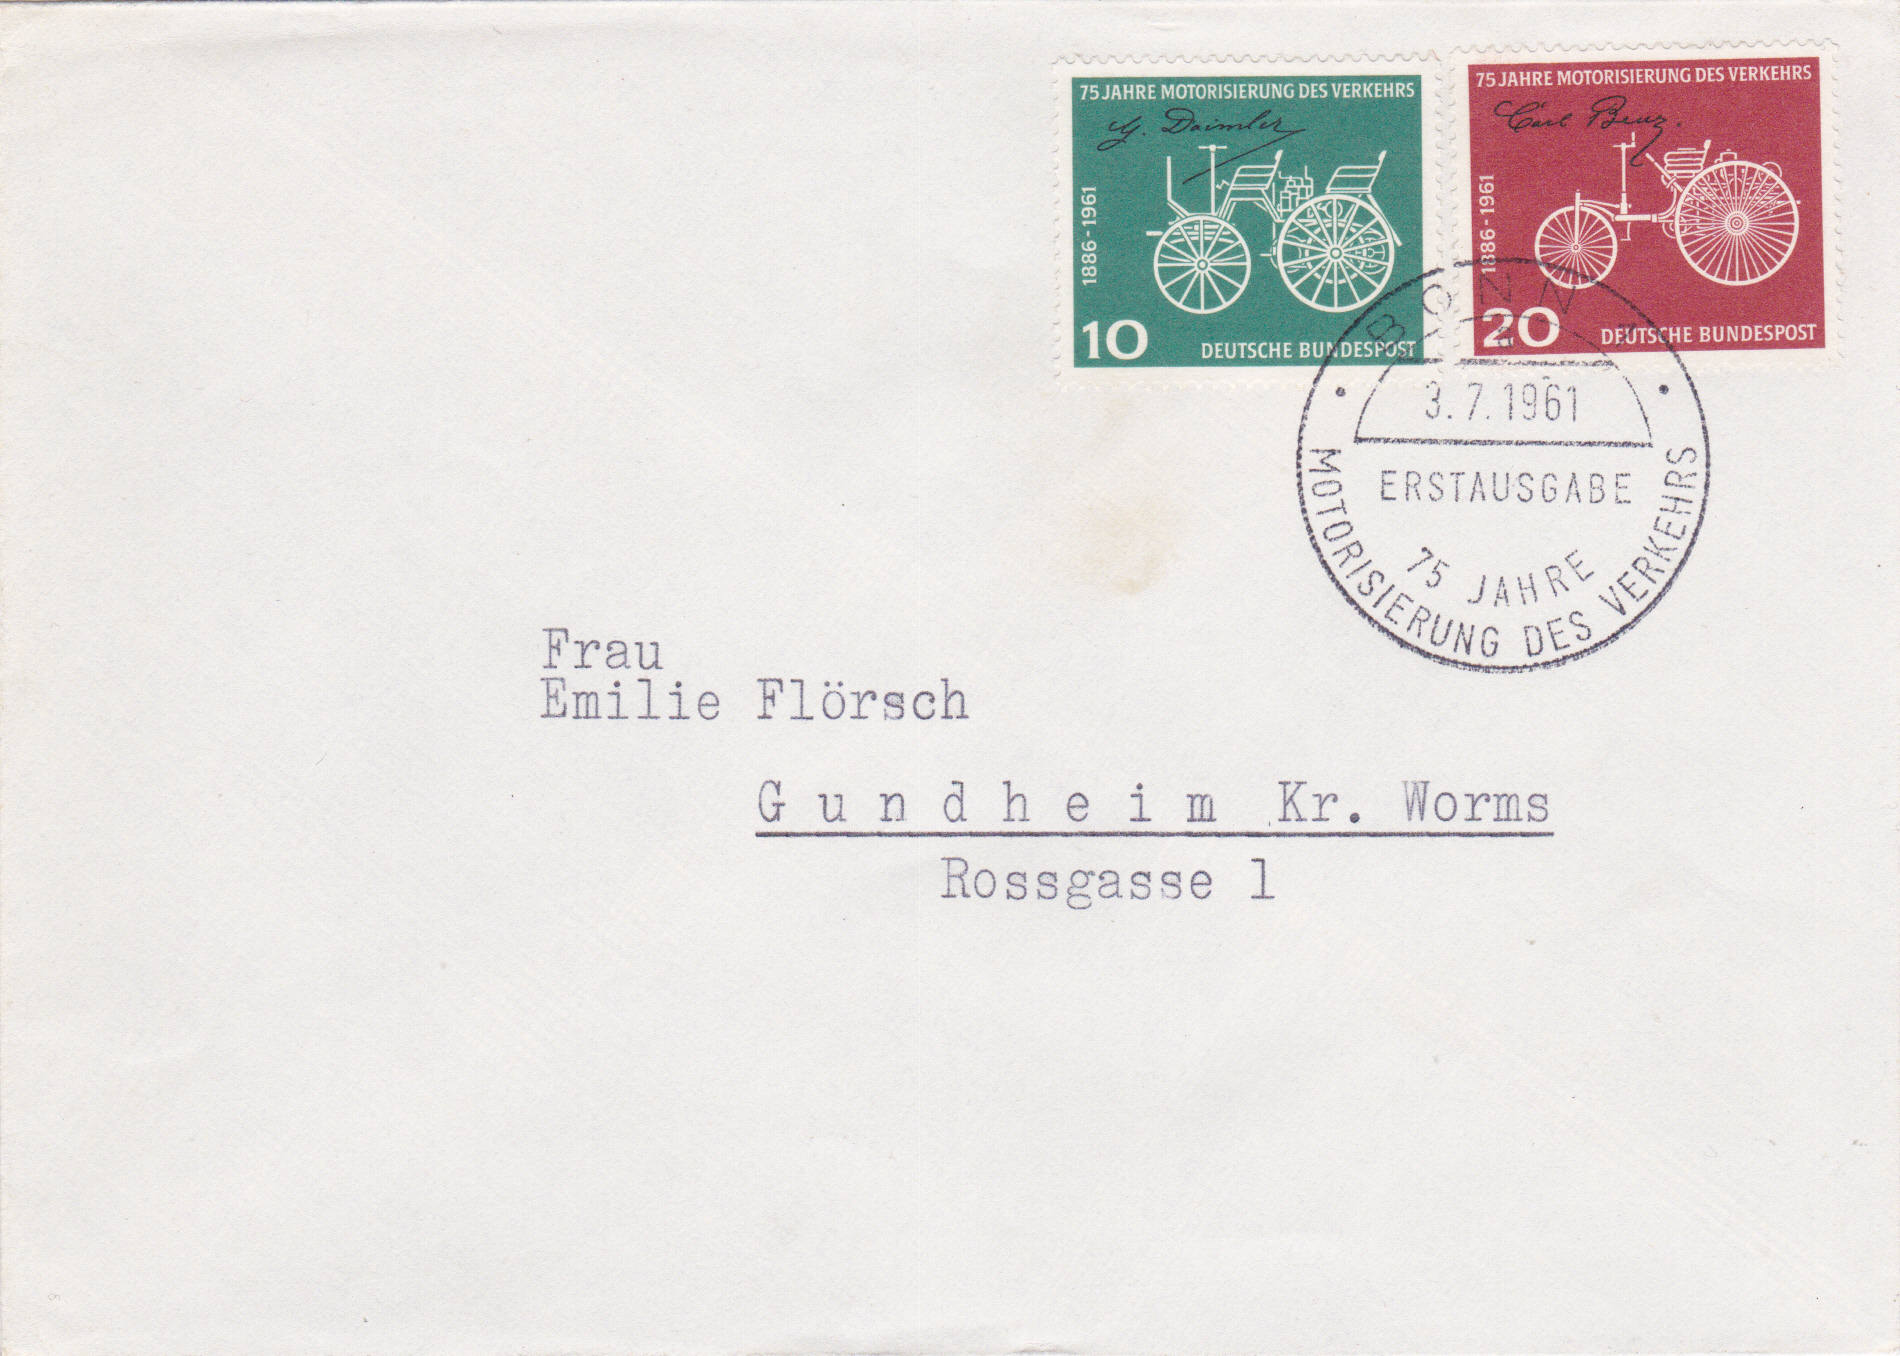 75 JAHRE MOTORISIERUNG DES VERKEHRS
G. Daimler
1886-1961
10
DEUTSCHE BUNDESPOST
75 JAHRE MOTORISIERUNG DES VERKEHRS
Carl Benz.
1886-1961
20
DEUTSCHE BUNDESPOST
BONN 1
3.7.1961
ERSTAUSGABE
75 JAHRE
MOTORISIERUNG DES VERKEHRS
Frau
Emilie Flörsch
Gundheim Kr. Worms
Rossgasse 1